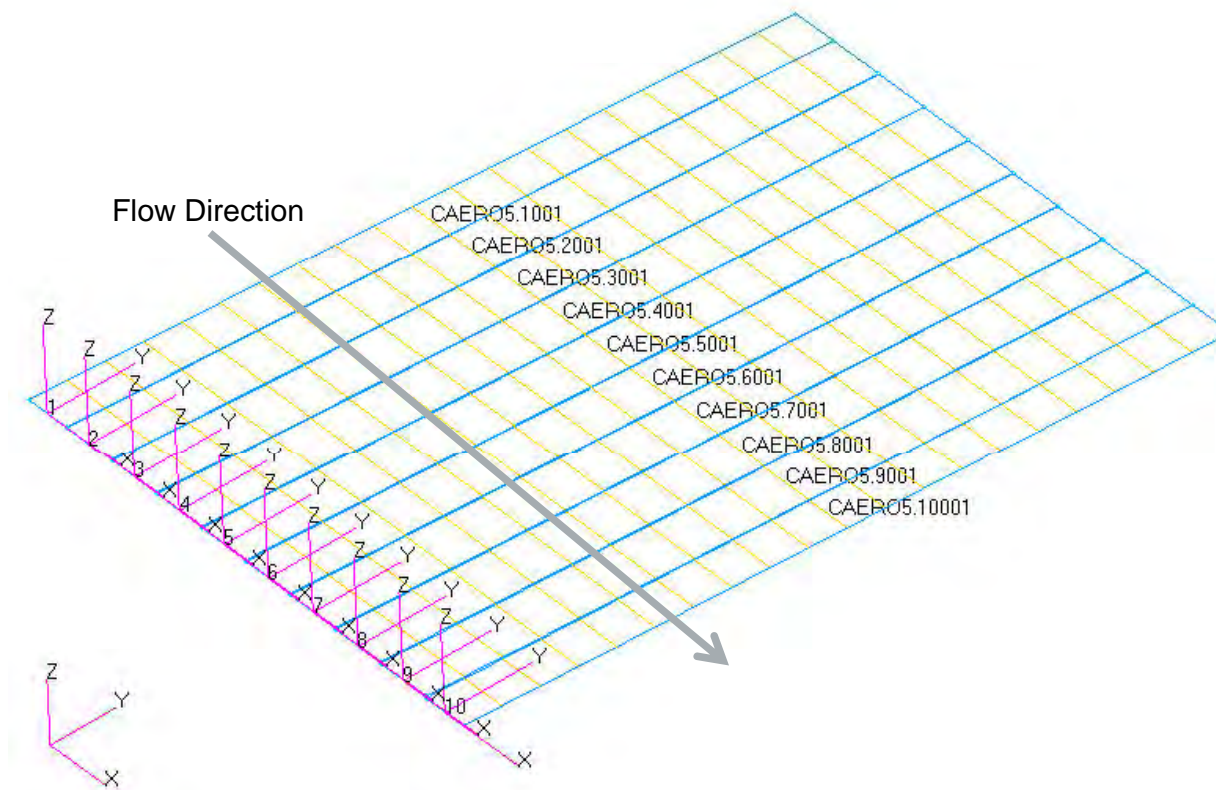 Flow Direction
CAERO5.1001
CAERO5.2001
CAERO5.3001
CAERO5.4001
CAERO5.5001
CAERO5.6001
CAERO5.7001
CAERO5.8001
CAERO5.9001
CAERO5.10001
Z
Y
1
Z
Y
2
X
Z
Y
3
X
Z
Y
4
X
Z
Y
5
X
Z
Y
6
X
Z
Y
7
X
Z
Y
8
X
Z
Y
9
X
Z
Y
10
X
X
Z
Y
X